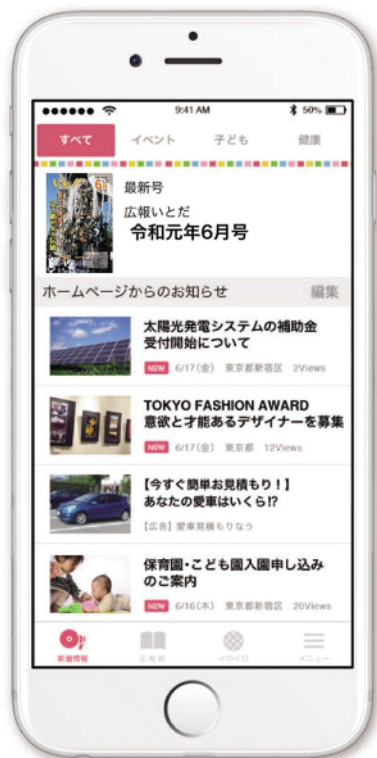 9:41 AM 50%
すべて イベント 子ども 健康
最新号
広報いとだ
令和元年6月号
ホームページからのお知らせ 編集
太陽光発電システムの補助金
受付開始について
NEW 6/17(金) 東京都新宿区 2Views
TOKYO FASHION AWARD
意欲と才能あるデザイナーを募集
NEW 6/17(金) 東京都 12Views
【今すぐ簡単お見積もり！】
あなたの愛車はいくら!?
【広告】愛車見積もりなう
保育園・こども園入園申し込み
のご案内
NEW 6/16(木) 東京都新宿区 20Views
新着情報 広報紙 イロイロ メニュー